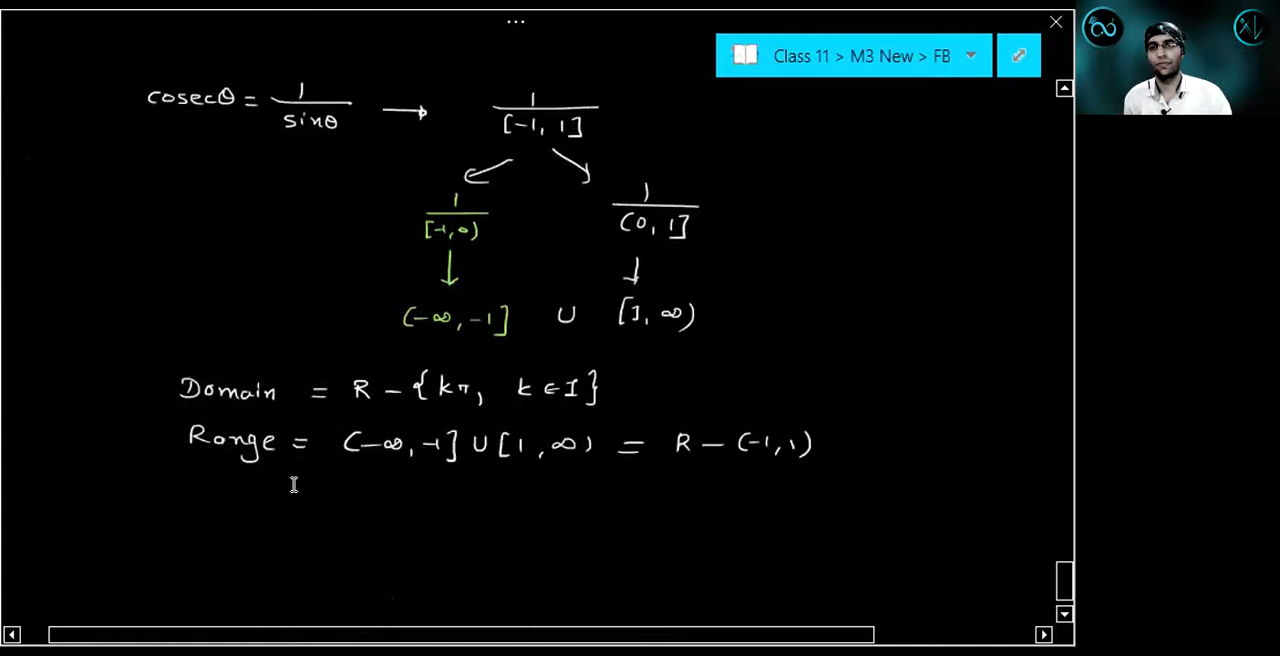 ...
Class 11 > M3 New > FB
cosecθ = 1/sinθ → 1/[-1, 1]
1/[-1, 0) 1/(0, 1]
(-∞, -1] ∪ [1, ∞)
Domain = R - {kπ, k ∈ I}
Range = (-∞, -1] ∪ [1, ∞) = R - (-1, 1)